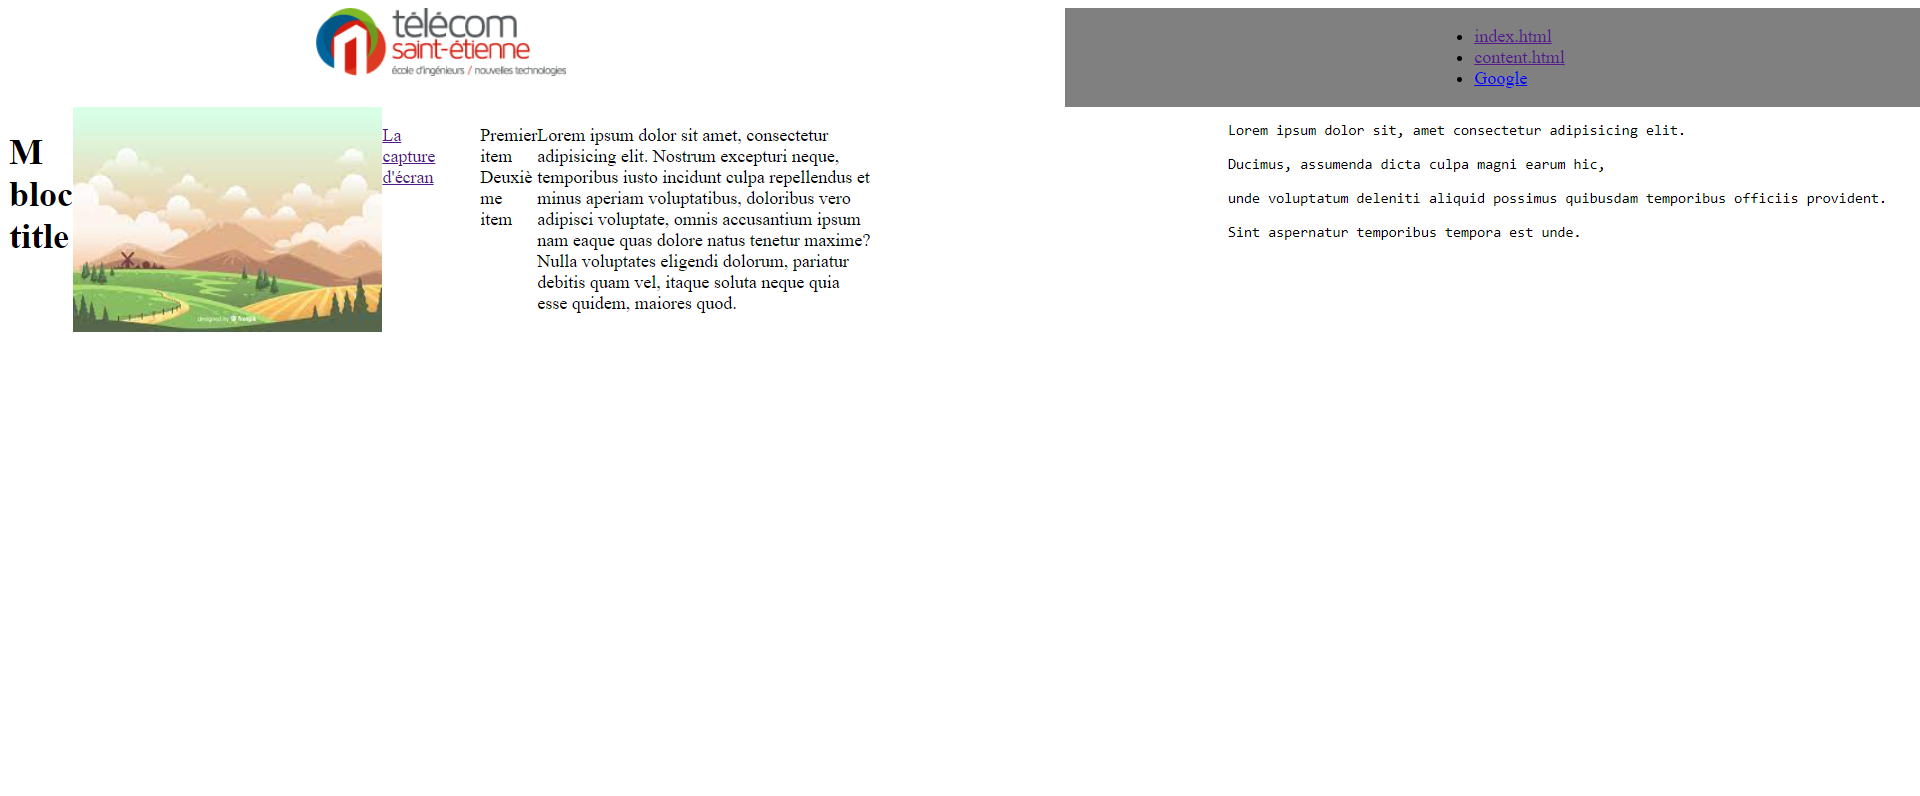 télécom
saint-étienne
école d'ingénieurs / nouvelles technologies
index.html
content.html
Google
M
bloc
title
designed by freepik
La
capture
d'écran
Premier
item
Deuxiè
me
item
Lorem ipsum dolor sit amet, consectetur
adipisicing elit. Nostrum excepturi neque,
temporibus iusto incidunt culpa repellendus et
minus aperiam voluptatibus, doloribus vero
adipisci voluptate, omnis accusantium ipsum
nam eaque quas dolore natus tenetur maxime?
Nulla voluptates eligendi dolorum, pariatur
debitis quam vel, itaque soluta neque quia
esse quidem, maiores quod.
Lorem ipsum dolor sit, amet consectetur adipisicing elit.
Ducimus, assumenda dicta culpa magni earum hic,
unde voluptatum deleniti aliquid possimus quibusdam temporibus officiis provident.
Sint aspernatur temporibus tempora est unde.